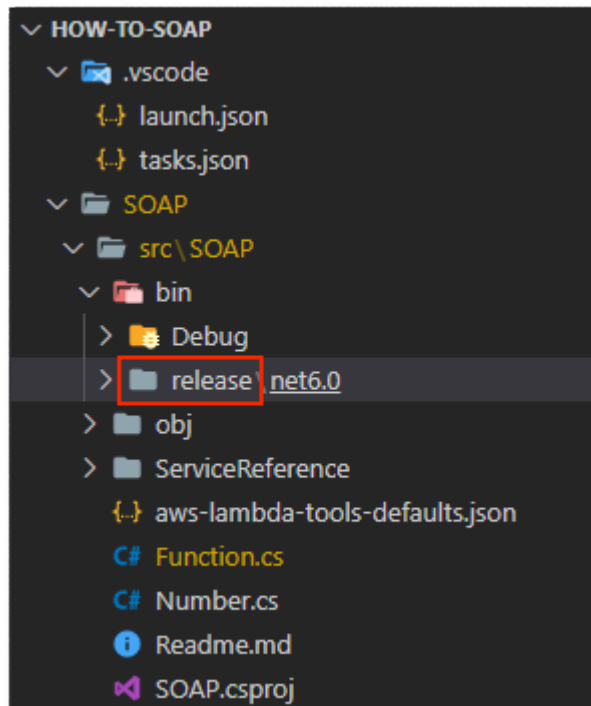 HOW-TO-SOAP
.vscode
{..} launch.json
{..} tasks.json
SOAP
src\SOAP
bin
Debug
release\net6.0
obj
ServiceReference
{..} aws-lambda-tools-defaults.json
C# Function.cs
C# Number.cs
i Readme.md
SOAP.csproj